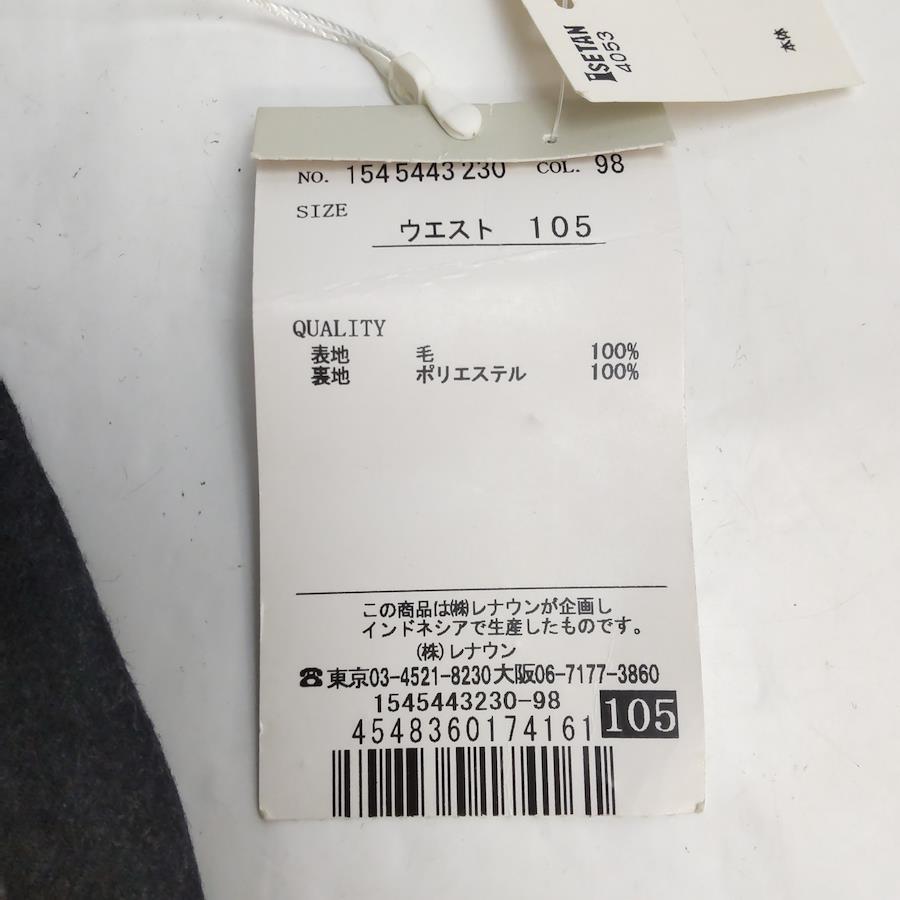 ISETAN
4053
本体
NO. 1545443230 COL. 98
SIZE
ウエスト 105
QUALITY
表地 毛 100%
裏地 ポリエステル 100%
この商品は㈱レナウンが企画し
インドネシアで生産したものです。
(株)レナウン
☎東京03-4521-8230大阪06-7177-3860
1545443230-98
4548360174161 105